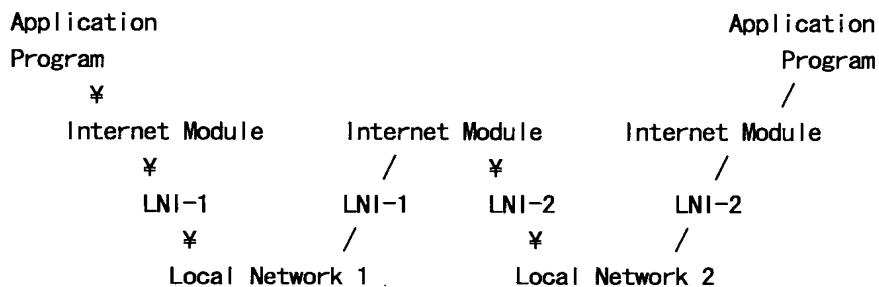 Application Application
Program Program
¥ /
Internet Module Internet Module Internet Module
¥ / ¥ /
LNI-1 LNI-1 LNI-2 LNI-2
¥ / ¥ /
Local Network 1 Local Network 2